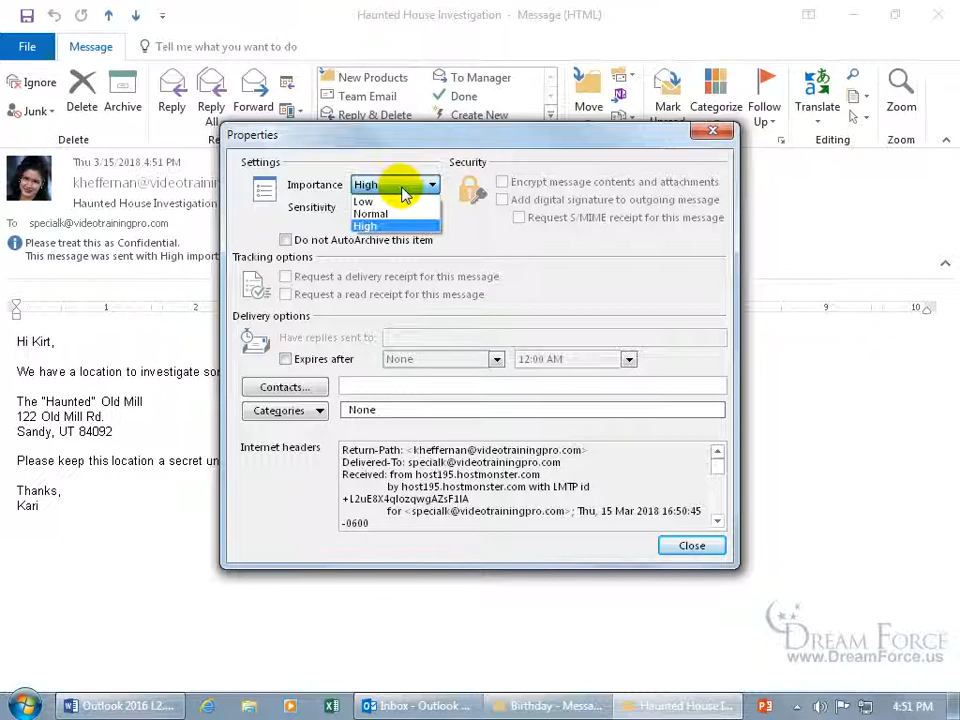 Haunted House Investigation - Message (HTML)
File
Message
Tell me what you want to do
Ignore
Junk
Delete
Archive
Reply
Reply All
Forward
New Products
To Manager
Team Email
Done
Reply & Delete
Create New
Move
Mark
Categorize
Follow Up
Translate
Zoom
Delete
Editing
Zoom
Thu 3/15/2018 4:51 PM
kheffernan@videotraining
Haunted House Investigation
To specialk@videotrainingpro.com
Please treat this as Confidential.
This message was sent with High import
1
2
9
10
Hi Kirt,
We have a location to investigate
The "Haunted" Old Mill
122 Old Mill Rd.
Sandy, UT 84092
Please keep this location a secret
Thanks,
Kari
Properties
Settings
Security
Importance High
Low
Normal
High
Sensitivity
Encrypt message contents and attachments
Add digital signature to outgoing message
Request S/MIME receipt for this message
Do not AutoArchive this item
Tracking options
Request a delivery receipt for this message
Request a read receipt for this message
Delivery options
Have replies sent to:
Expires after None 12:00 AM
Contacts...
Categories None
Internet headers
Return-Path: <kheffernan@videotrainingpro.com>
Delivered-To: specialk@videotrainingpro.com
Received: from host195.hostmonster.com
by host195.hostmonster.com with LMTP id
for <specialk@videotrainingpro.com>; Thu, 15 Mar 2018 16:50:45
-0600
Close
DREAM FORCE
www.DreamForce.us
Outlook 2016 L2...
Inbox - Outlook ...
Birthday - Messa...
Haunted House I...
4:51 PM